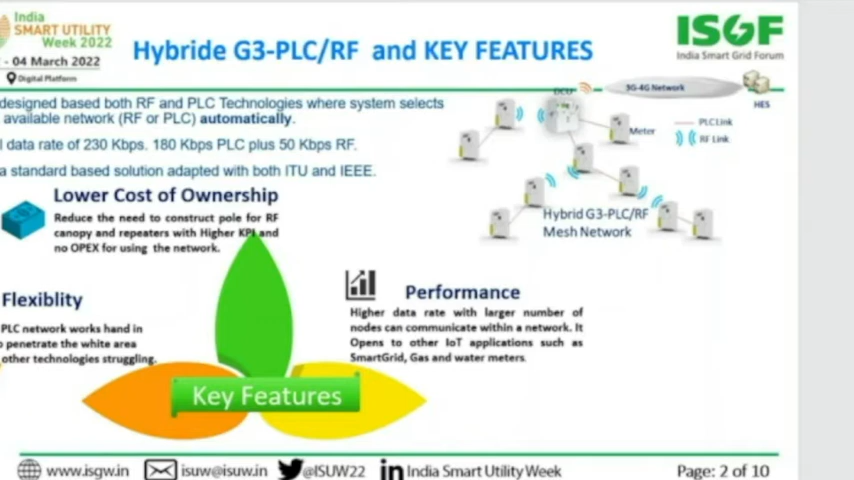 India
SMART UTILITY
Week 2022
- 04 March 2022
Digital Platform
Hybride G3-PLC/RF and KEY FEATURES
ISGF
India Smart Grid Forum
designed based both RF and PLC Technologies where system selects
available network (RF or PLC) automatically.
l data rate of 230 Kbps. 180 Kbps PLC plus 50 Kbps RF.
a standard based solution adapted with both ITU and IEEE.
DCU
3G-4G Network
HES
Meter
PLC Link
RF Link
Hybrid G3-PLC/RF
Mesh Network
Lower Cost of Ownership
Reduce the need to construct pole for RF
canopy and repeaters with Higher KPI and
no OPEX for using the network.
Flexiblity
PLC network works hand in
o penetrate the white area
other technologies struggling.
Performance
Higher data rate with larger number of
nodes can communicate within a network. It
Opens to other IoT applications such as
SmartGrid, Gas and water meters.
Key Features
www.isgw.in
isuw@isuw.in
@ISUW22
India Smart Utility Week
Page: 2 of 10